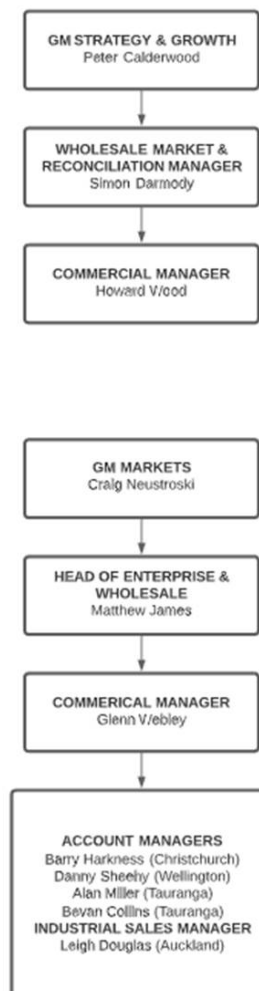 GM STRATEGY & GROWTH
Peter Calderwood
WHOLESALE MARKET &
RECONCILIATION MANAGER
Simon Darmody
COMMERCIAL MANAGER
Howard Wood
GM MARKETS
Craig Neustroski
HEAD OF ENTERPRISE &
WHOLESALE
Matthew James
COMMERICAL MANAGER
Glenn Webley
ACCOUNT MANAGERS
Barry Harkness (Christchurch)
Danny Sheehy (Wellington)
Alan Miller (Tauranga)
Bevan Collins (Tauranga)
INDUSTRIAL SALES MANAGER
Leigh Douglas (Auckland)